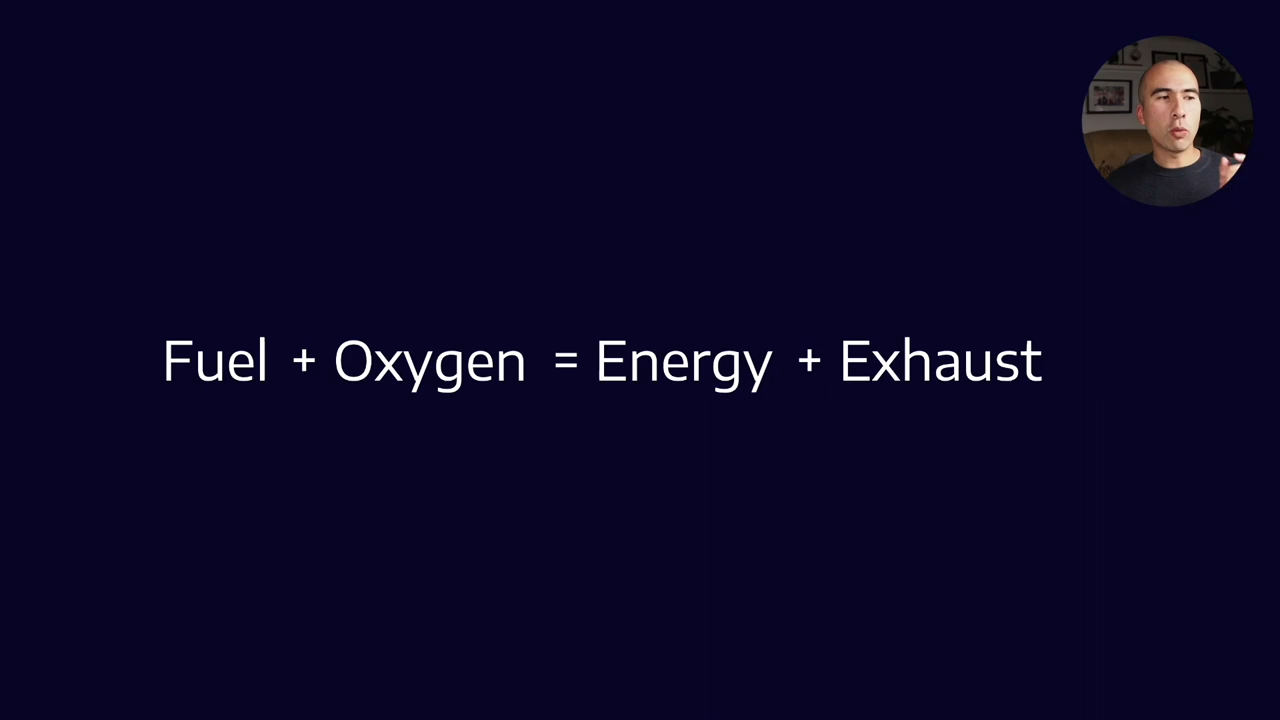 Fuel + Oxygen = Energy + Exhaust